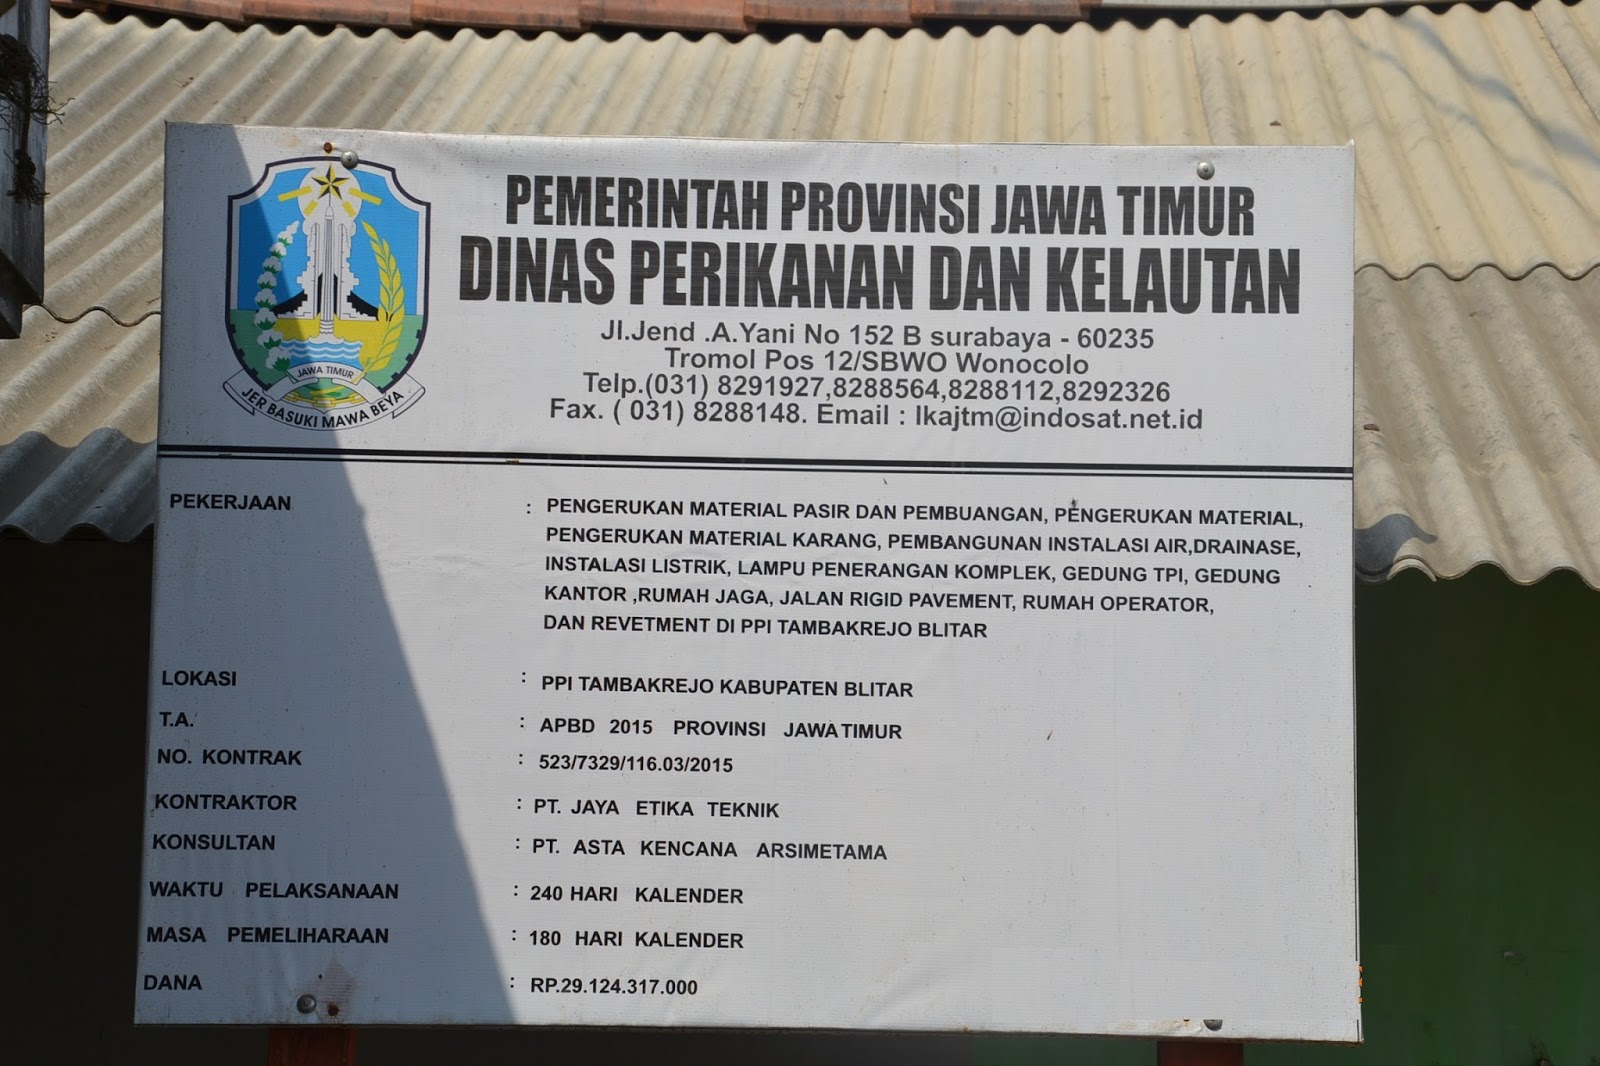 PEMERINTAH PROVINSI JAWA TIMUR
DINAS PERIKANAN DAN KELAUTAN
Jl.Jend .A.Yani No 152 B surabaya - 60235
Tromol Pos 12/SBWO Wonocolo
Telp.(031) 8291927,8288564,8288112,8292326
Fax. ( 031) 8288148. Email : lkajtm@indosat.net.id
JAWA TIMUR
JER BASUKI MAWA BEYA
PEKERJAAN : PENGERUKAN MATERIAL PASIR DAN PEMBUANGAN, PENGERUKAN MATERIAL,
PENGERUKAN MATERIAL KARANG, PEMBANGUNAN INSTALASI AIR,DRAINASE,
INSTALASI LISTRIK, LAMPU PENERANGAN KOMPLEK, GEDUNG TPI, GEDUNG
KANTOR ,RUMAH JAGA, JALAN RIGID PAVEMENT, RUMAH OPERATOR,
DAN REVETMENT DI PPI TAMBAKREJO BLITAR
LOKASI : PPI TAMBAKREJO KABUPATEN BLITAR
T.A. : APBD 2015 PROVINSI JAWA TIMUR
NO. KONTRAK : 523/7329/116.03/2015
KONTRAKTOR : PT. JAYA ETIKA TEKNIK
KONSULTAN : PT. ASTA KENCANA ARSIMETAMA
WAKTU PELAKSANAAN : 240 HARI KALENDER
MASA PEMELIHARAAN : 180 HARI KALENDER
DANA : RP.29.124.317.000